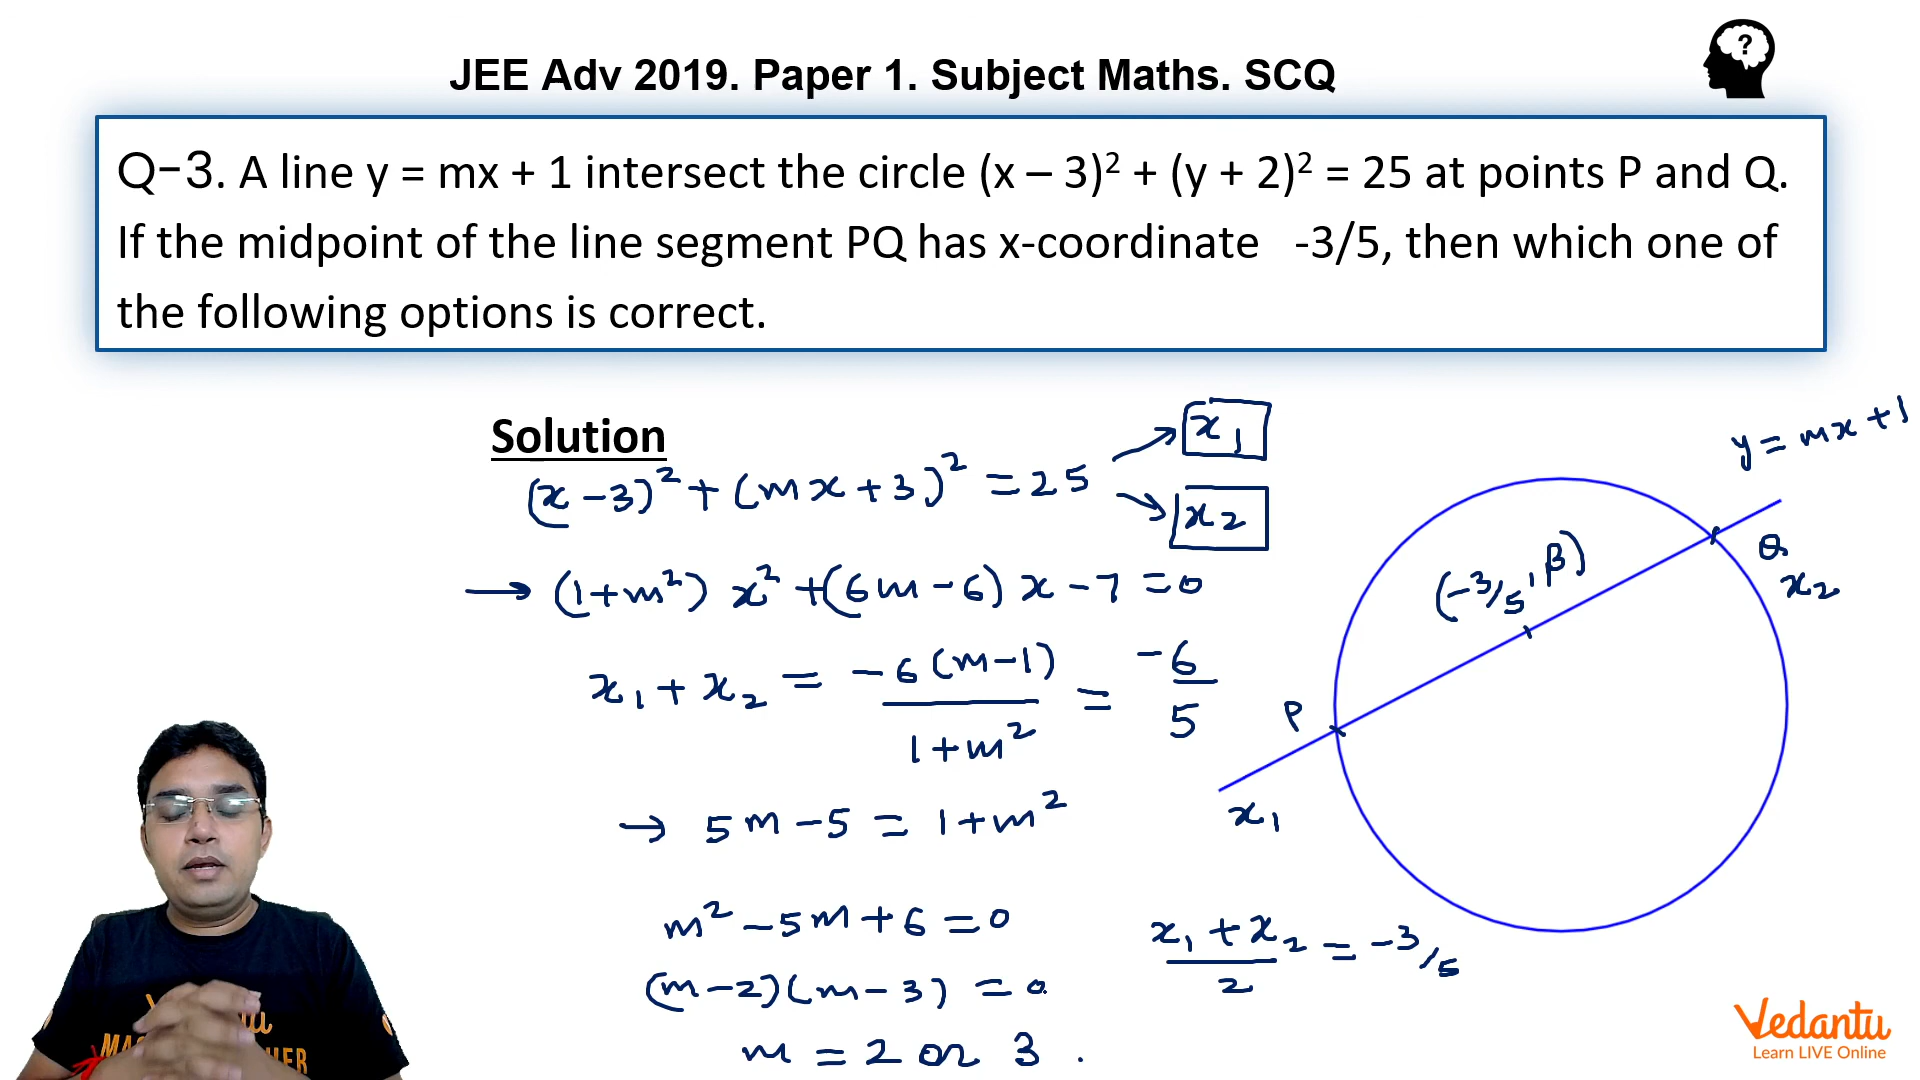 JEE Adv 2019. Paper 1. Subject Maths. SCQ
?
Q-3. A line y = mx + 1 intersect the circle (x – 3)² + (y + 2)² = 25 at points P and Q.
If the midpoint of the line segment PQ has x-coordinate -3/5, then which one of
the following options is correct.
Solution
(x-3)² + (mx+3)² = 25
x₁
x₂
→ (1+m²) x² + (6m-6) x - 7 = 0
x₁ + x₂ = -6(m-1)/1+m² = -6/5
→ 5m - 5 = 1+m²
m² - 5m + 6 = 0
(m-2)(m-3) = 0
m = 2 or 3 .
y = mx + 1
(-3/5, β)
Q
x₂
P
x₁
x₁ + x₂/2 = -3/5
Vedantu
Learn LIVE Online